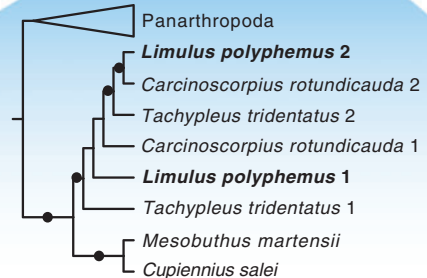 Panarthropoda
Limulus polyphemus 2
Carcinoscorpius rotundicauda 2
Tachypleus tridentatus 2
Carcinoscorpius rotundicauda 1
Limulus polyphemus 1
Tachypleus tridentatus 1
Mesobuthus martensii
Cupiennius salei